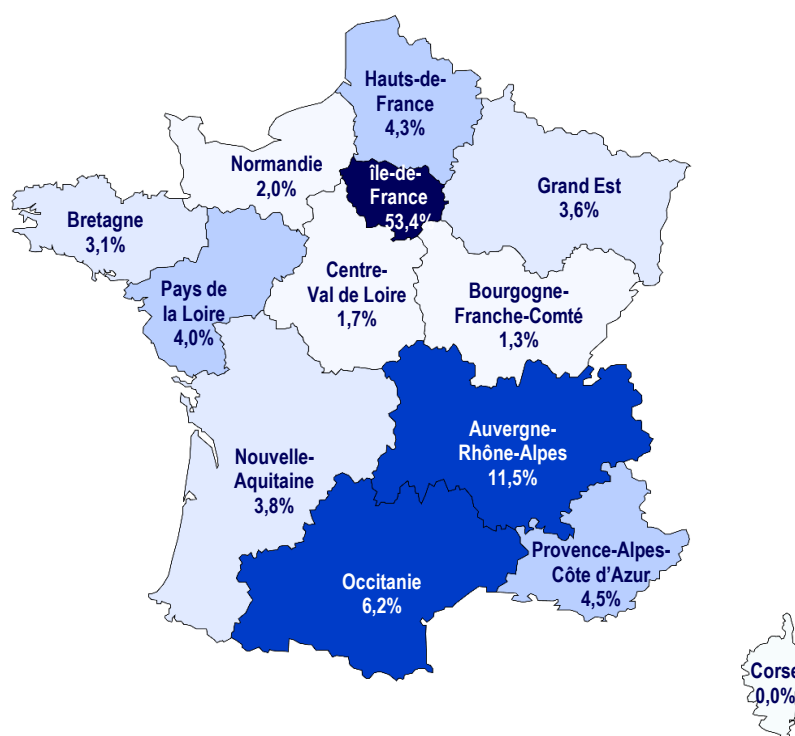 Hauts-de-
France
4,3%
Normandie
2,0%
île-de-
France
53,4%
Grand Est
3,6%
Bretagne
3,1%
Pays de
la Loire
4,0%
Centre-
Val de Loire
1,7%
Bourgogne-
Franche-Comté
1,3%
Auvergne-
Rhône-Alpes
11,5%
Nouvelle-
Aquitaine
3,8%
Provence-Alpes-
Côte d'Azur
4,5%
Occitanie
6,2%
Corse
0,0%